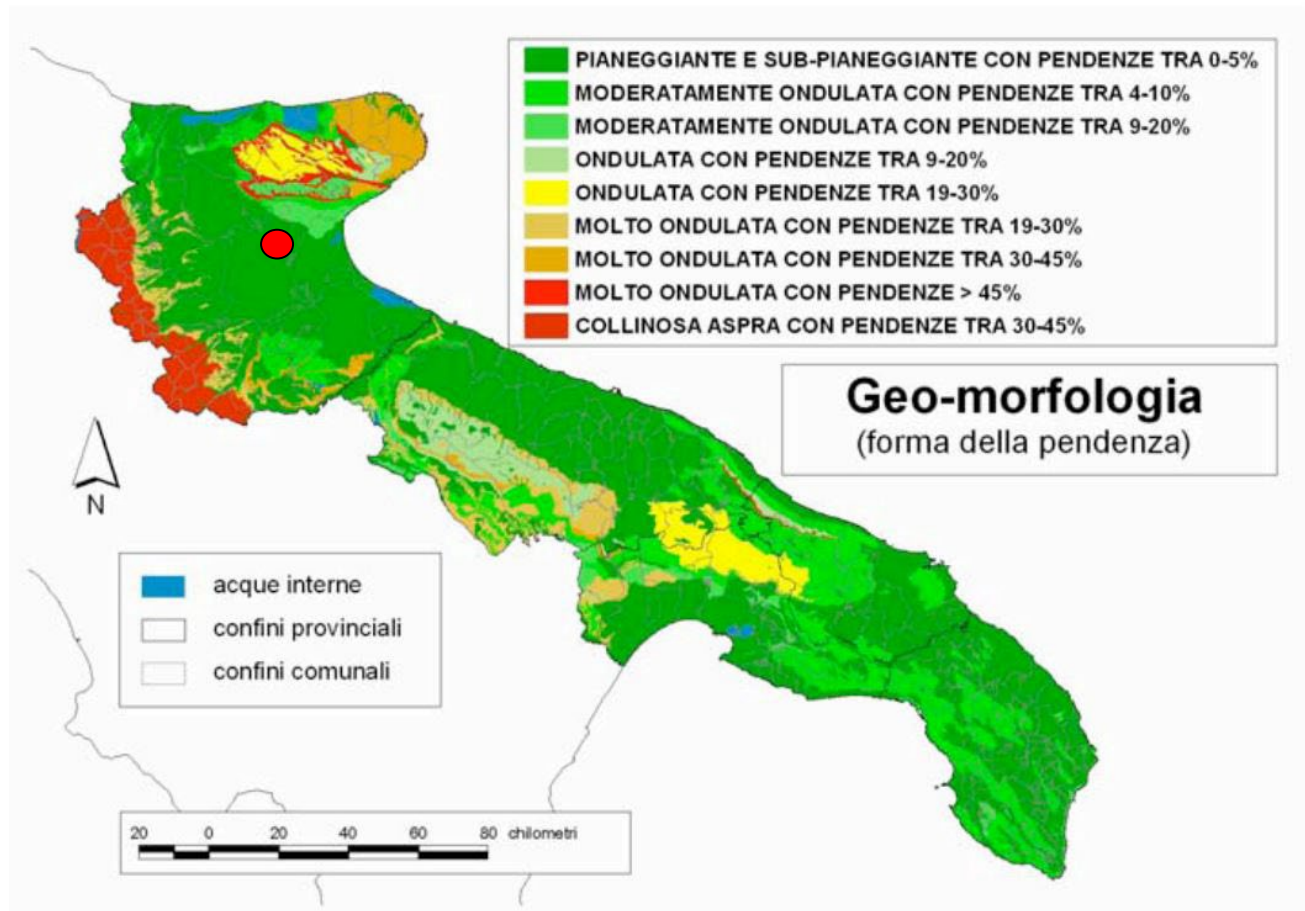 PIANEGGIANTE E SUB-PIANEGGIANTE CON PENDENZE TRA 0-5%
MODERATAMENTE ONDULATA CON PENDENZE TRA 4-10%
MODERATAMENTE ONDULATA CON PENDENZE TRA 9-20%
ONDULATA CON PENDENZE TRA 9-20%
ONDULATA CON PENDENZE TRA 19-30%
MOLTO ONDULATA CON PENDENZE TRA 19-30%
MOLTO ONDULATA CON PENDENZE TRA 30-45%
MOLTO ONDULATA CON PENDENZE > 45%
COLLINOSA ASPRA CON PENDENZE TRA 30-45%
Geo-morfologia
(forma della pendenza)
N
acque interne
confini provinciali
confini comunali
20 0 20 40 60 80 chilometri